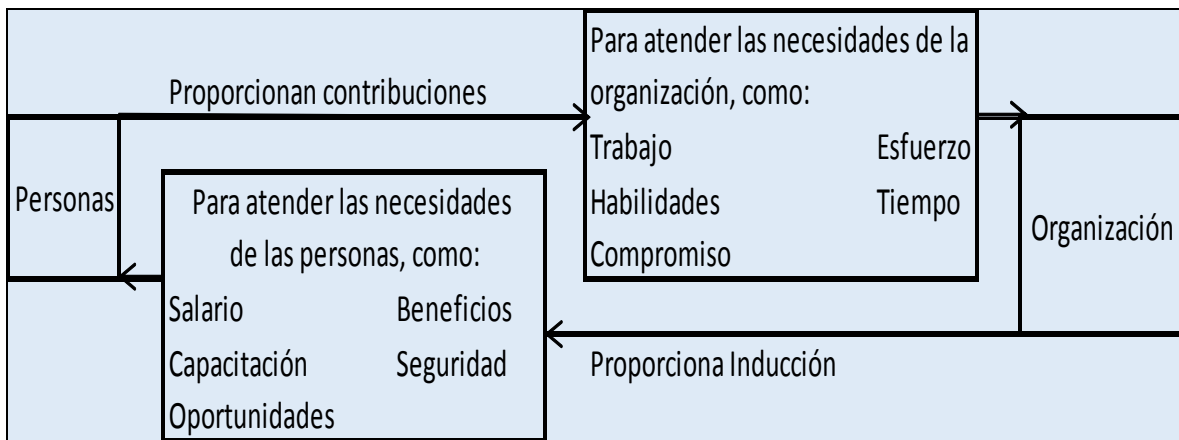 Para atender las necesidades de la
Proporcionan contribuciones
organización, como:
Trabajo Esfuerzo
Personas
Para atender las necesidades
Habilidades Tiempo
Organización
de las personas, como:
Compromiso
Salario Beneficios
Capacitación Seguridad
Proporciona Inducción
Oportunidades